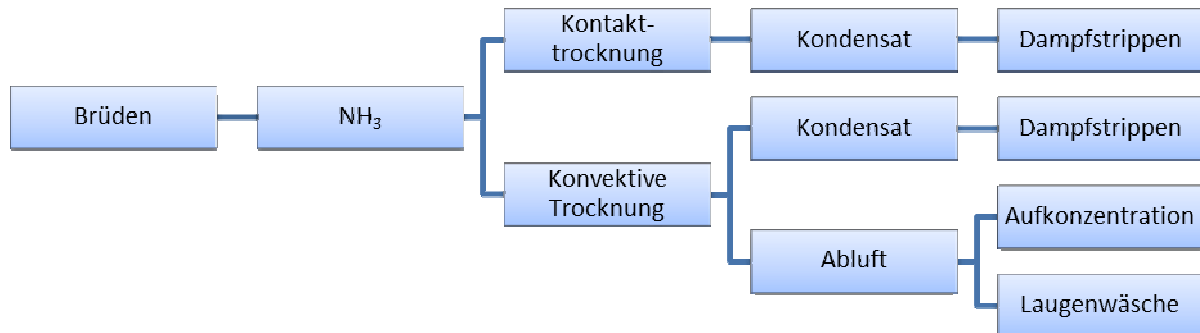 Brüden
NH₃
Kontakt-
trocknung
Kondensat
Dampfstrippen
Konvektive
Trocknung
Kondensat
Dampfstrippen
Abluft
Aufkonzentration
Laugenwäsche